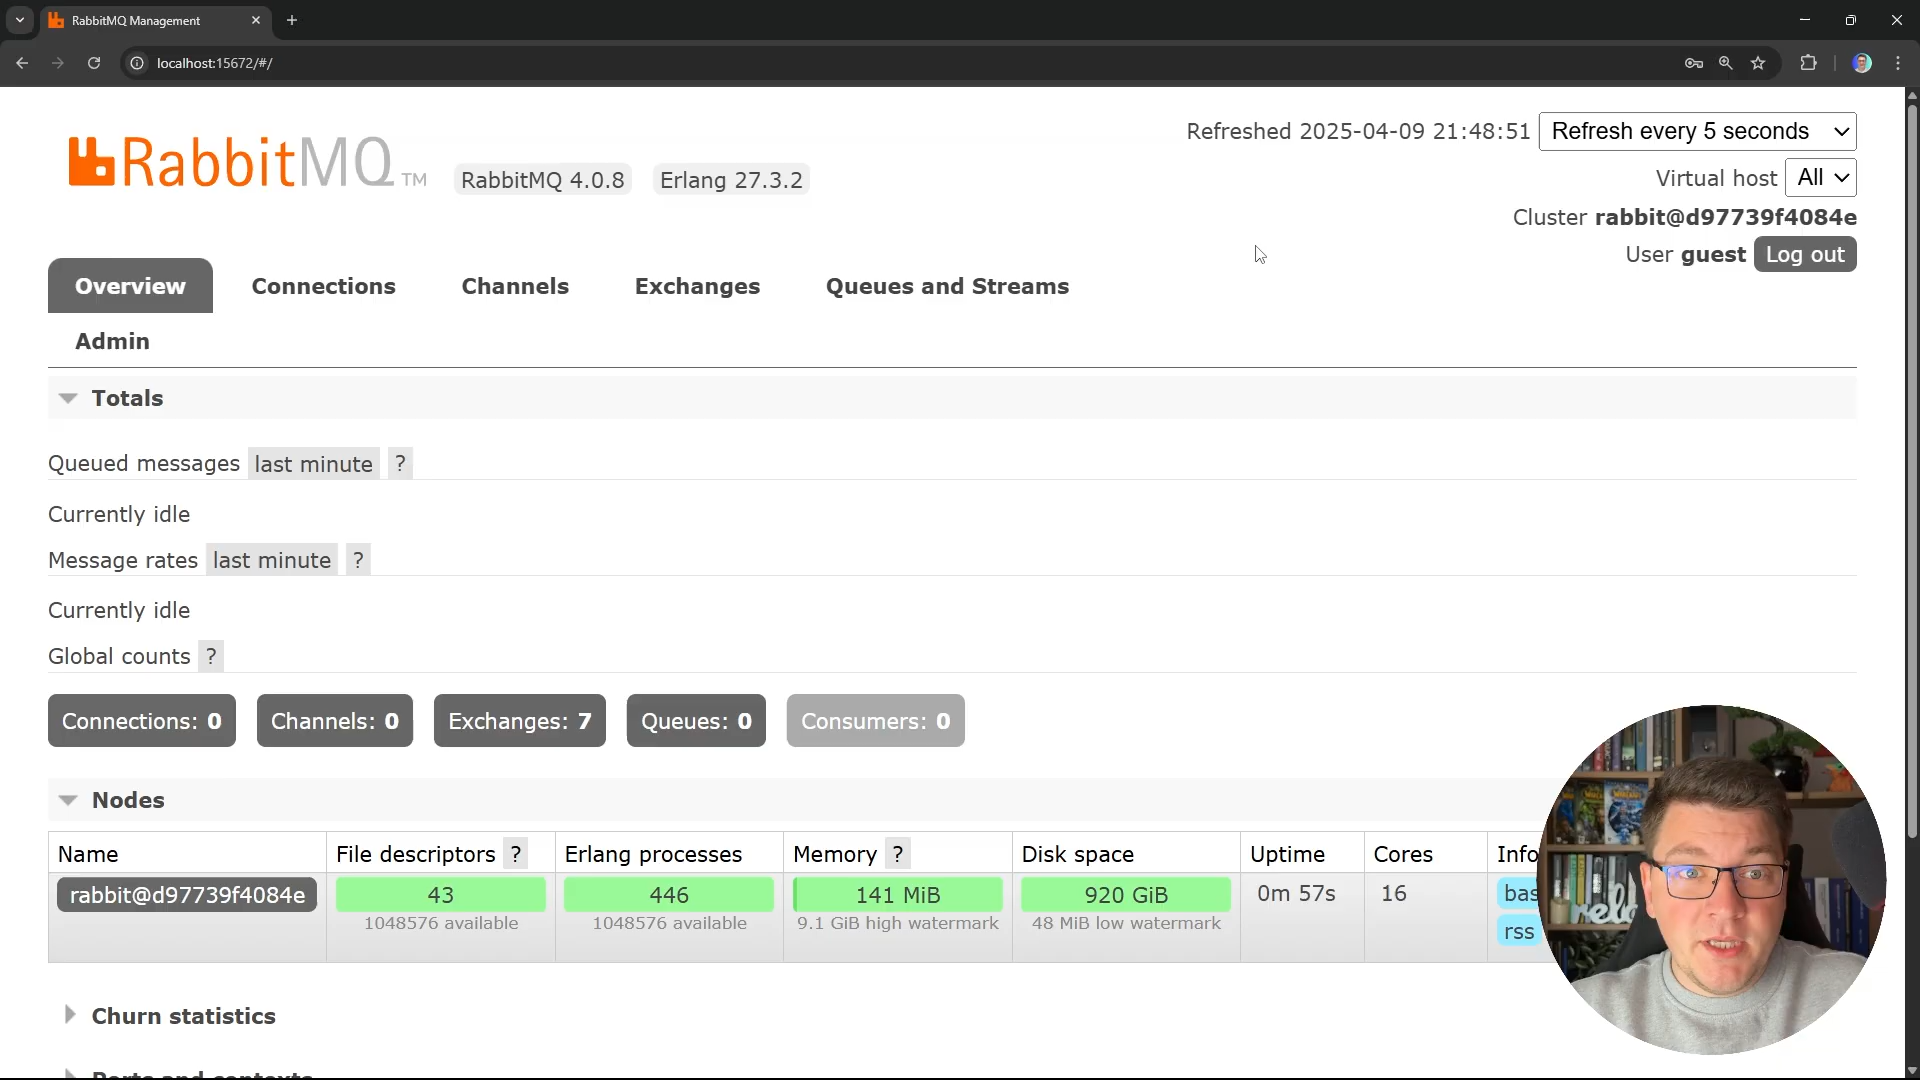 RabbitMQ Management
localhost:15672/#/
RabbitMQ TM
RabbitMQ 4.0.8 Erlang 27.3.2
Refreshed 2025-04-09 21:48:51 Refresh every 5 seconds
Virtual host All
Cluster rabbit@d97739f4084e
User guest Log out
Overview Connections Channels Exchanges Queues and Streams
Admin
Totals
Queued messages last minute ?
Currently idle
Message rates last minute ?
Currently idle
Global counts ?
Connections: 0 Channels: 0 Exchanges: 7 Queues: 0 Consumers: 0
Nodes
Name File descriptors ? Erlang processes Memory ? Disk space Uptime Cores Info
rabbit@d97739f4084e 43 446 141 MiB 920 GiB 0m 57s 16 bas
1048576 available 1048576 available 9.1 GiB high watermark 48 MiB low watermark rss
Churn statistics
Ports and contexts